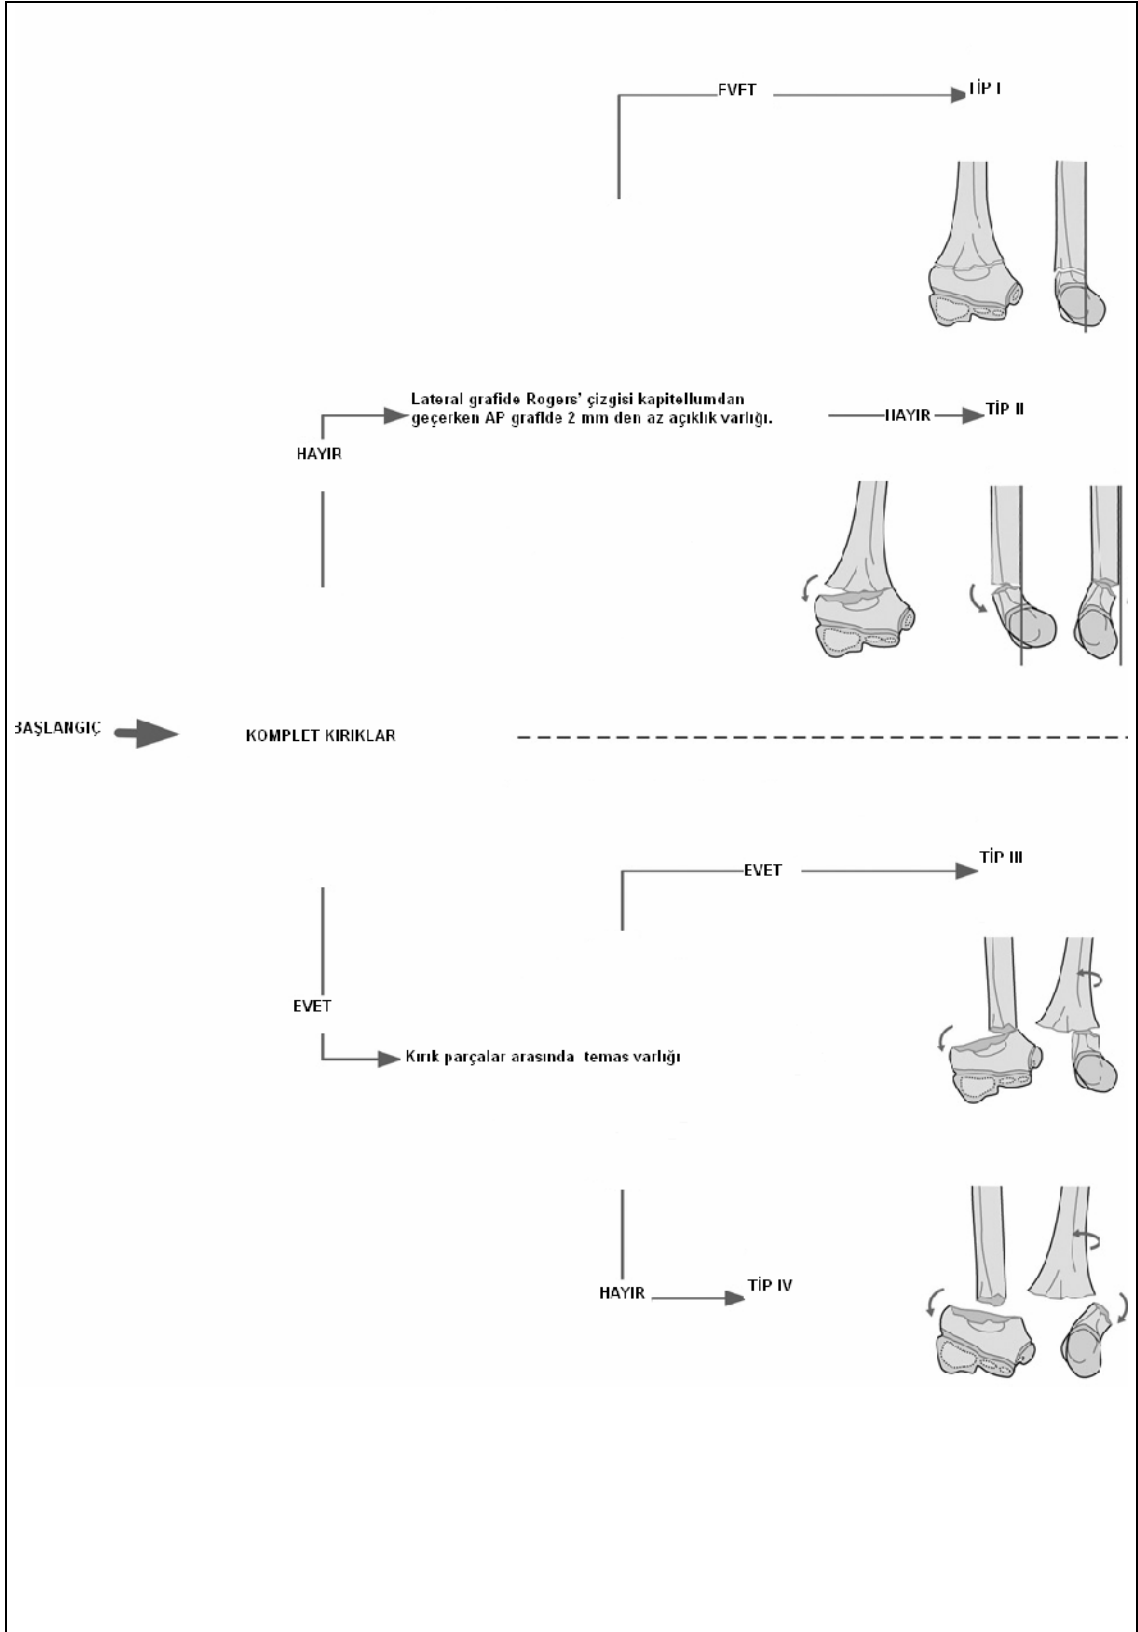 EVET
TİP I
Lateral grafide Rogers' çizgisi kapitellumdan
geçerken AP grafide 2 mm den az açıklık varlığı.
HAYIR
TİP II
HAYIR
BAŞLANGIÇ
KOMPLET KIRIKLAR
EVET
TİP III
EVET
Kırık parçalar arasında temas varlığı
HAYIR
TİP IV